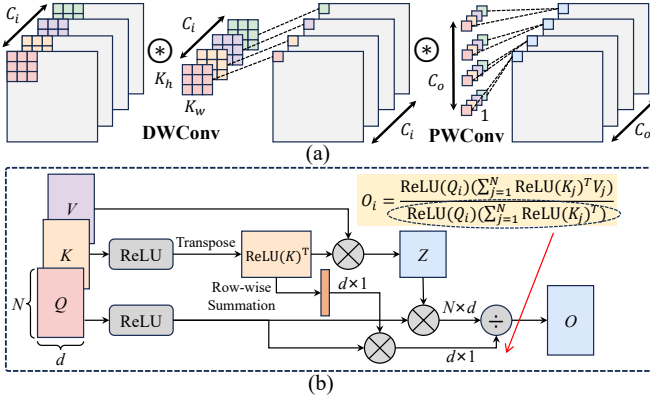 C_i
C_i
K_h
K_w
DWConv
C_i
C_o
1
PWConv
C_o
(a)
V
K
Q
N
d
ReLU
Transpose
ReLU(K)^T
Z
O_i = ReLU(Q_i)(∑_{j=1}^{N} ReLU(K_j)^T V_j) / ReLU(Q_i)(∑_{j=1}^{N} ReLU(K_j)^T)
Row-wise
Summation
d×1
ReLU
N×d
÷
O
d×1
(b)